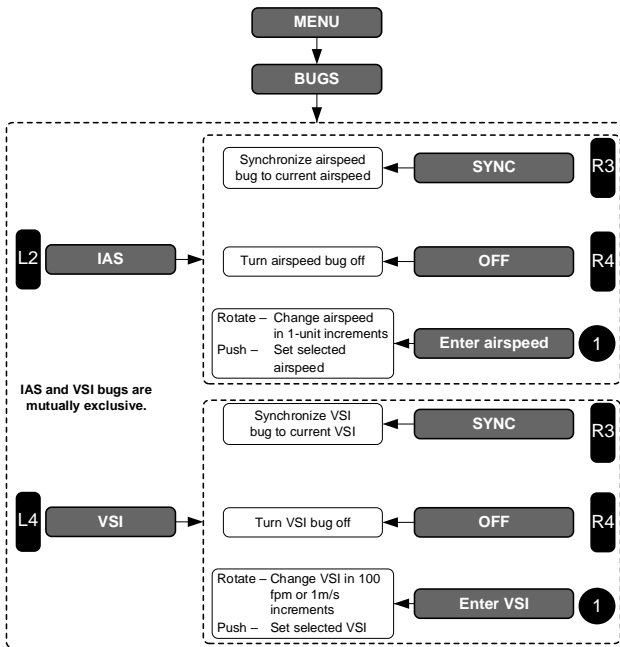 MENU
BUGS
Synchronize airspeed
bug to current airspeed
SYNC
R3
L2
IAS
Turn airspeed bug off
OFF
R4
Rotate – Change airspeed
in 1-unit increments
Push – Set selected
airspeed
Enter airspeed
1
IAS and VSI bugs are
mutually exclusive.
Synchronize VSI
bug to current VSI
SYNC
R3
L4
VSI
Turn VSI bug off
OFF
R4
Rotate – Change VSI in 100
fpm or 1m/s
increments
Push – Set selected VSI
Enter VSI
1